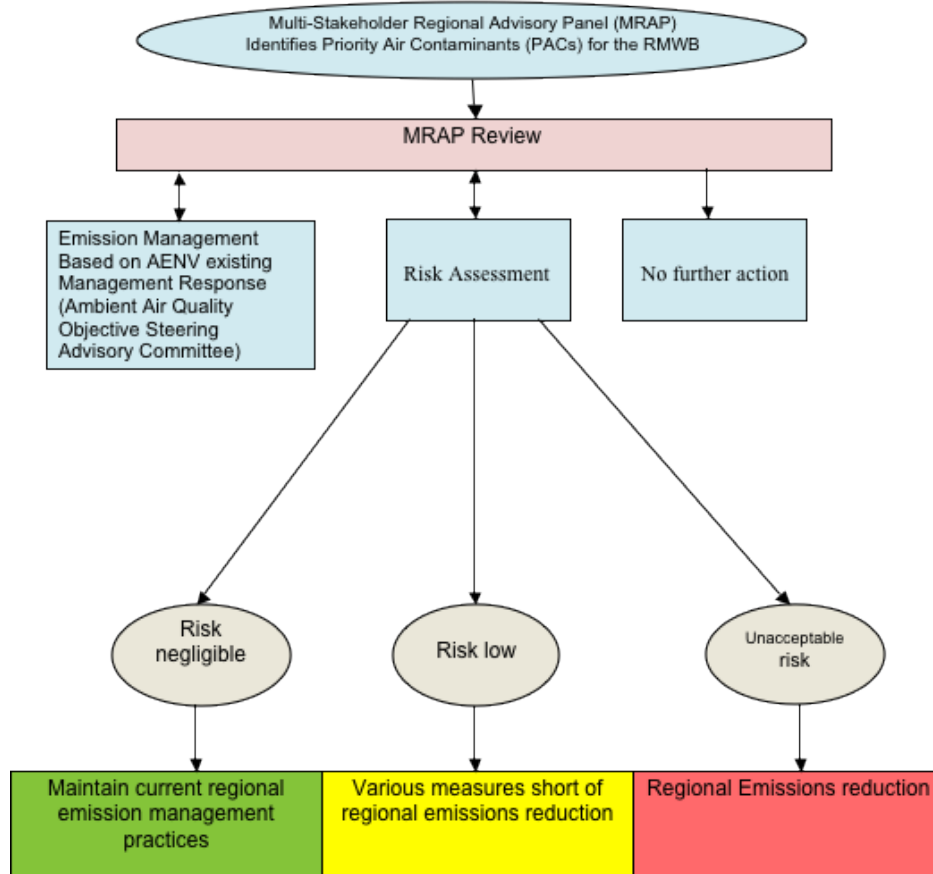 Multi-Stakeholder Regional Advisory Panel (MRAP)
Identifies Priority Air Contaminants (PACs) for the RMWB
MRAP Review
Emission Management
Based on AENV existing
Management Response
(Ambient Air Quality
Objective Steering
Advisory Committee)
Risk Assessment
No further action
Risk
negligible
Risk low
Unacceptable
risk
Maintain current regional
emission management
practices
Various measures short of
regional emissions reduction
Regional Emissions reduction